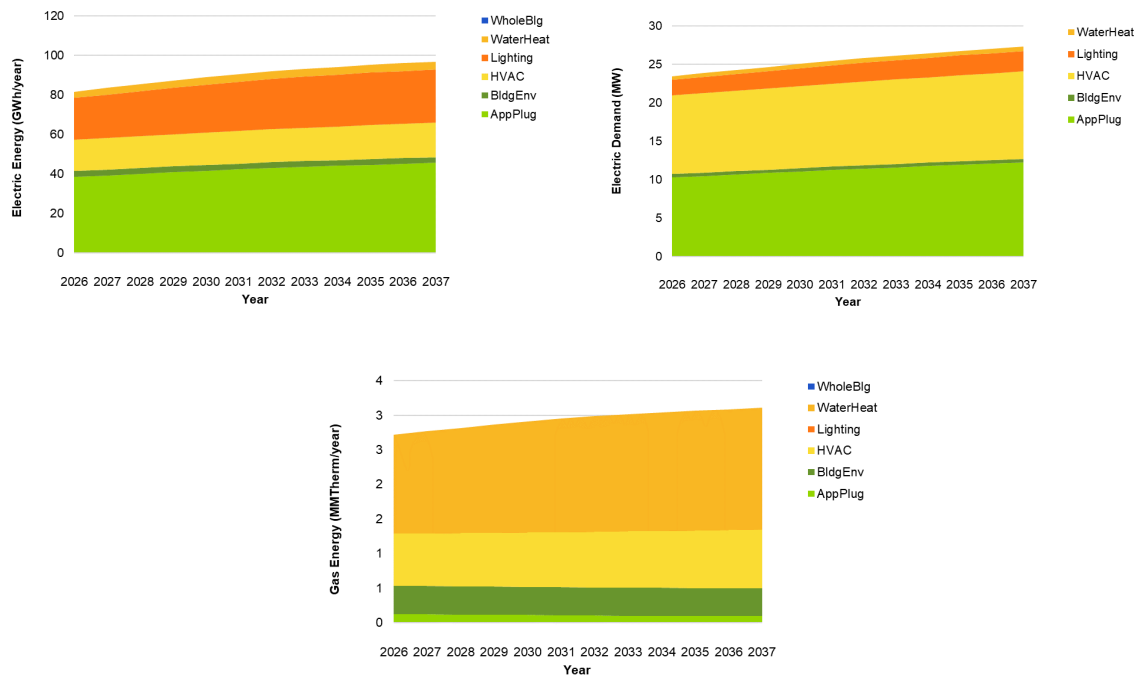 Electric Energy (GWh/year)
120
100
80
60
40
20
0
2026 2027 2028 2029 2030 2031 2032 2033 2034 2035 2036 2037
Year
WholeBlg
WaterHeat
Lighting
HVAC
BldgEnv
AppPlug
Electric Demand (MW)
30
25
20
15
10
5
0
2026 2027 2028 2029 2030 2031 2032 2033 2034 2035 2036 2037
Year
WaterHeat
Lighting
HVAC
BldgEnv
AppPlug
Gas Energy (MMTherm/year)
4
3
3
2
2
1
1
0
2026 2027 2028 2029 2030 2031 2032 2033 2034 2035 2036 2037
Year
WholeBlg
WaterHeat
Lighting
HVAC
BldgEnv
AppPlug